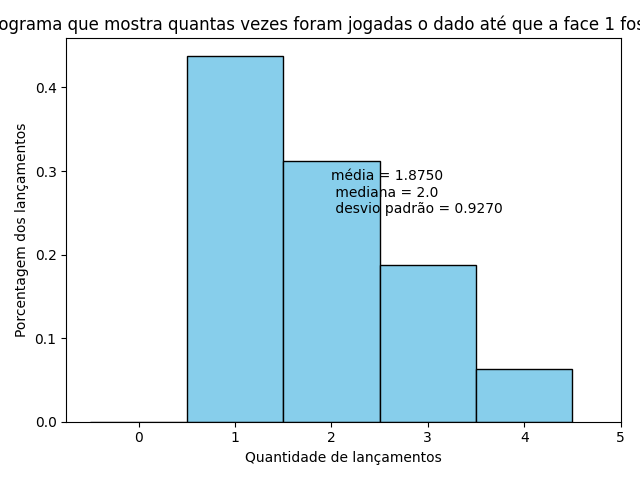 ograma que mostra quantas vezes foram jogadas o dado até que a face 1 fos
0.4
0.3
0.2
0.1
0.0
Porcentagem dos lançamentos
média = 1.8750
mediana = 2.0
desvio padrão = 0.9270
0 1 2 3 4 5
Quantidade de lançamentos